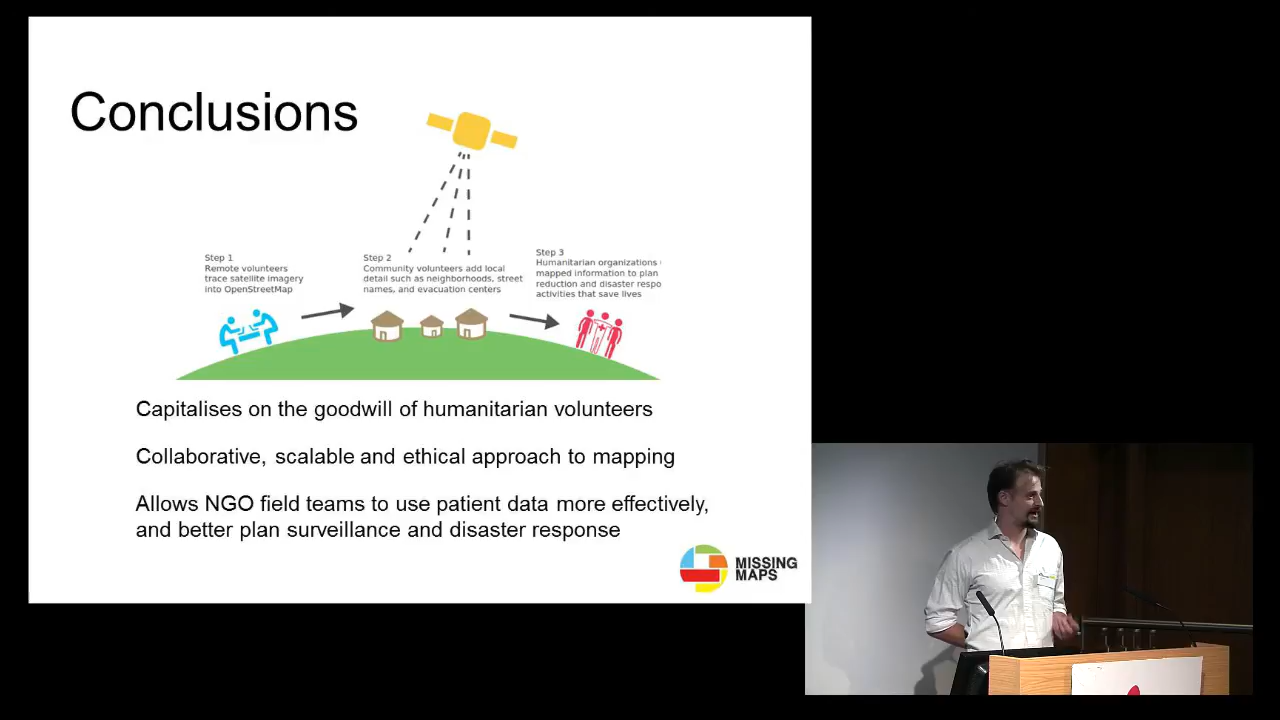 Conclusions
Step 1
Remote volunteers
trace satellite imagery
into OpenStreetMap
Step 2
Community volunteers add local
detail such as neighborhoods, street
names, and evacuation centers
Step 3
Humanitarian organizations
mapped information to plan
reduction and disaster respo
activities that save lives
Capitalises on the goodwill of humanitarian volunteers
Collaborative, scalable and ethical approach to mapping
Allows NGO field teams to use patient data more effectively,
and better plan surveillance and disaster response
MISSING
MAPS